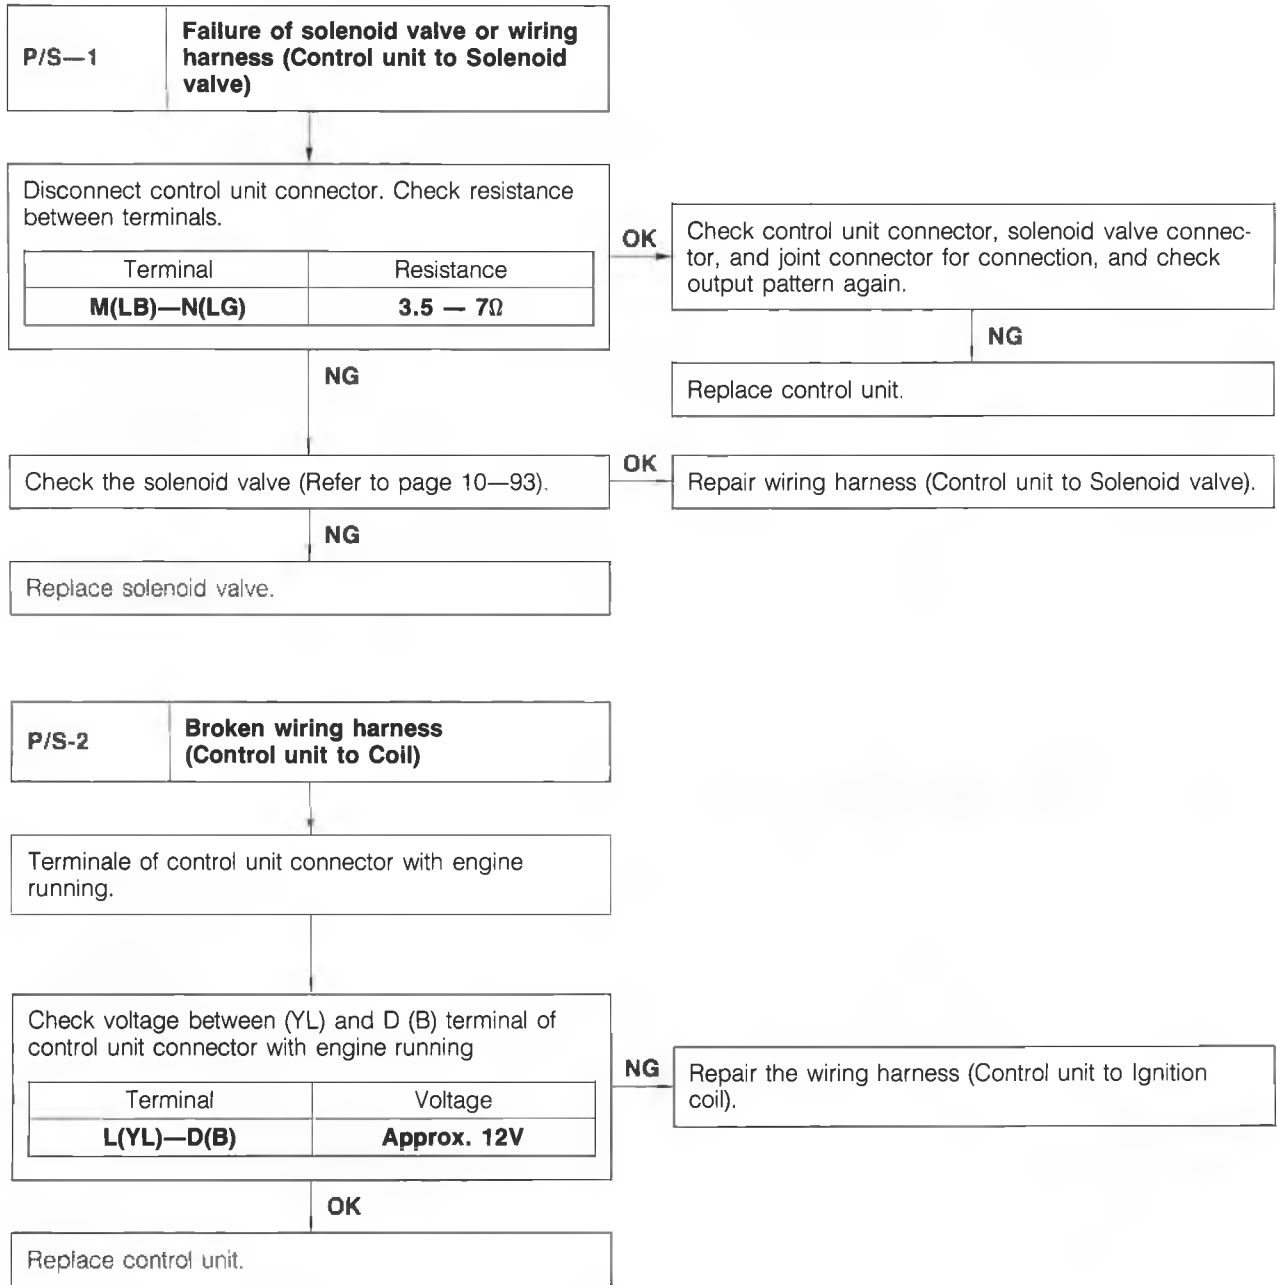 P/S—1
Failure of solenoid valve or wiring
harness (Control unit to Solenoid
valve)
Disconnect control unit connector. Check resistance
between terminals.
Terminal Resistance
M(LB)—N(LG) 3.5 — 7Ω
OK
Check control unit connector, solenoid valve connec-
tor, and joint connector for connection, and check
output pattern again.
NG
Replace control unit.
NG
Check the solenoid valve (Refer to page 10—93).
OK
Repair wiring harness (Control unit to Solenoid valve).
NG
Replace solenoid valve.
P/S-2
Broken wiring harness
(Control unit to Coil)
Terminale of control unit connector with engine
running.
Check voltage between (YL) and D (B) terminal of
control unit connector with engine running
Terminal Voltage
L(YL)—D(B) Approx. 12V
NG
Repair the wiring harness (Control unit to Ignition
coil).
OK
Replace control unit.